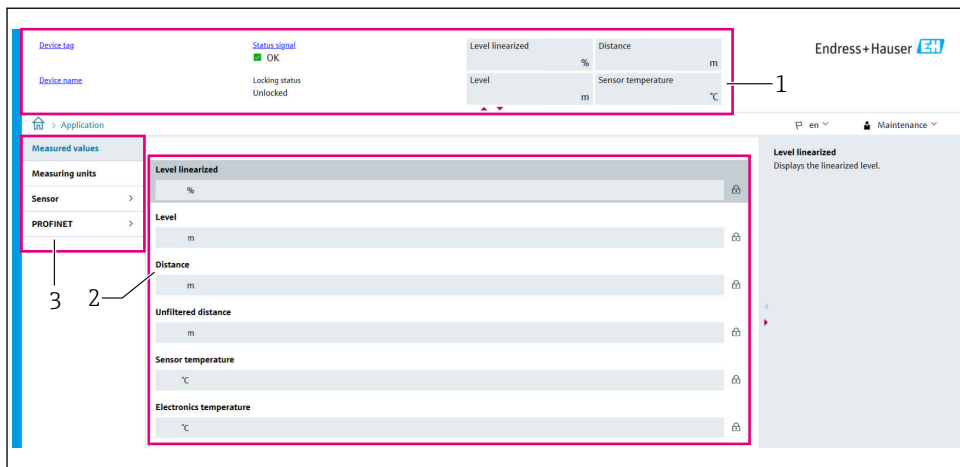 Device tag
Status signal
OK
Level linearized
%
Distance
m
Endress+Hauser EH
Device name
Locking status
Unlocked
Level
m
Sensor temperature
°C
1
> Application
en
Maintenance
Measured values
Measuring units
Sensor >
PROFINET >
3
2
Level linearized
%
Level
m
Distance
m
Unfiltered distance
m
Sensor temperature
°C
Electronics temperature
°C
Level linearized
Displays the linearized level.